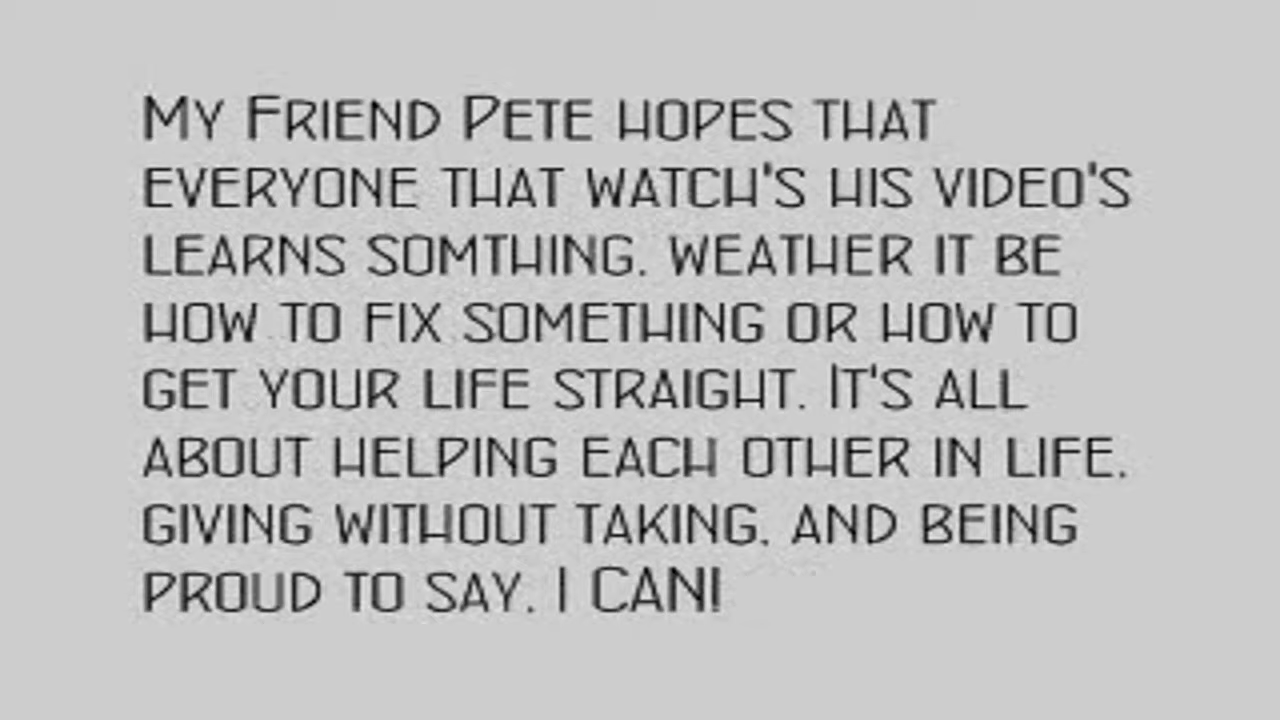 My Friend Pete hopes that
everyone that watch's his video's
learns somthing. weather it be
how to fix something or how to
get your life straight. It's all
about helping each other in life.
giving without taking. and being
proud to say. I CAN!